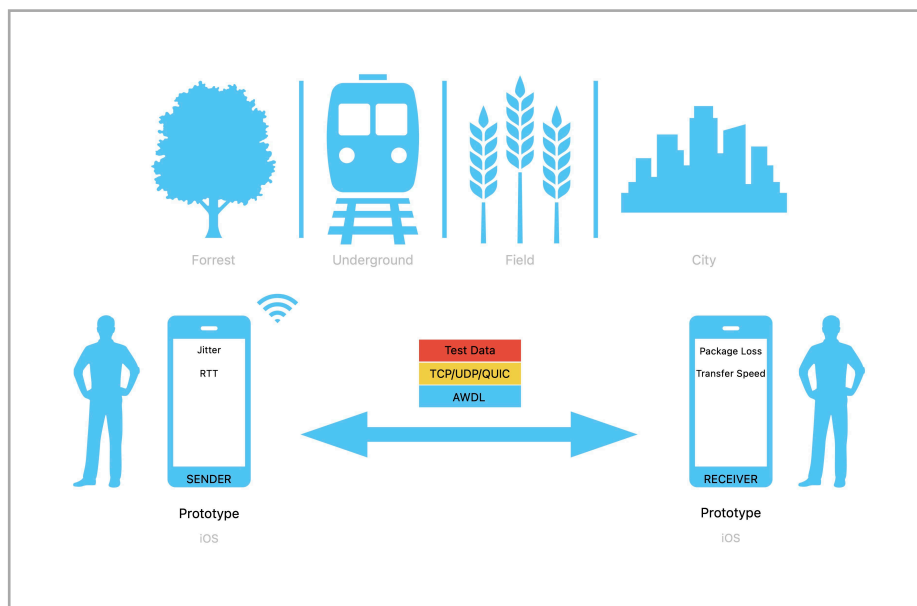 Forrest
Underground
Field
City
Jitter
RTT
SENDER
Prototype
iOS
Test Data
TCP/UDP/QUIC
AWDL
Package Loss
Transfer Speed
RECEIVER
Prototype
iOS